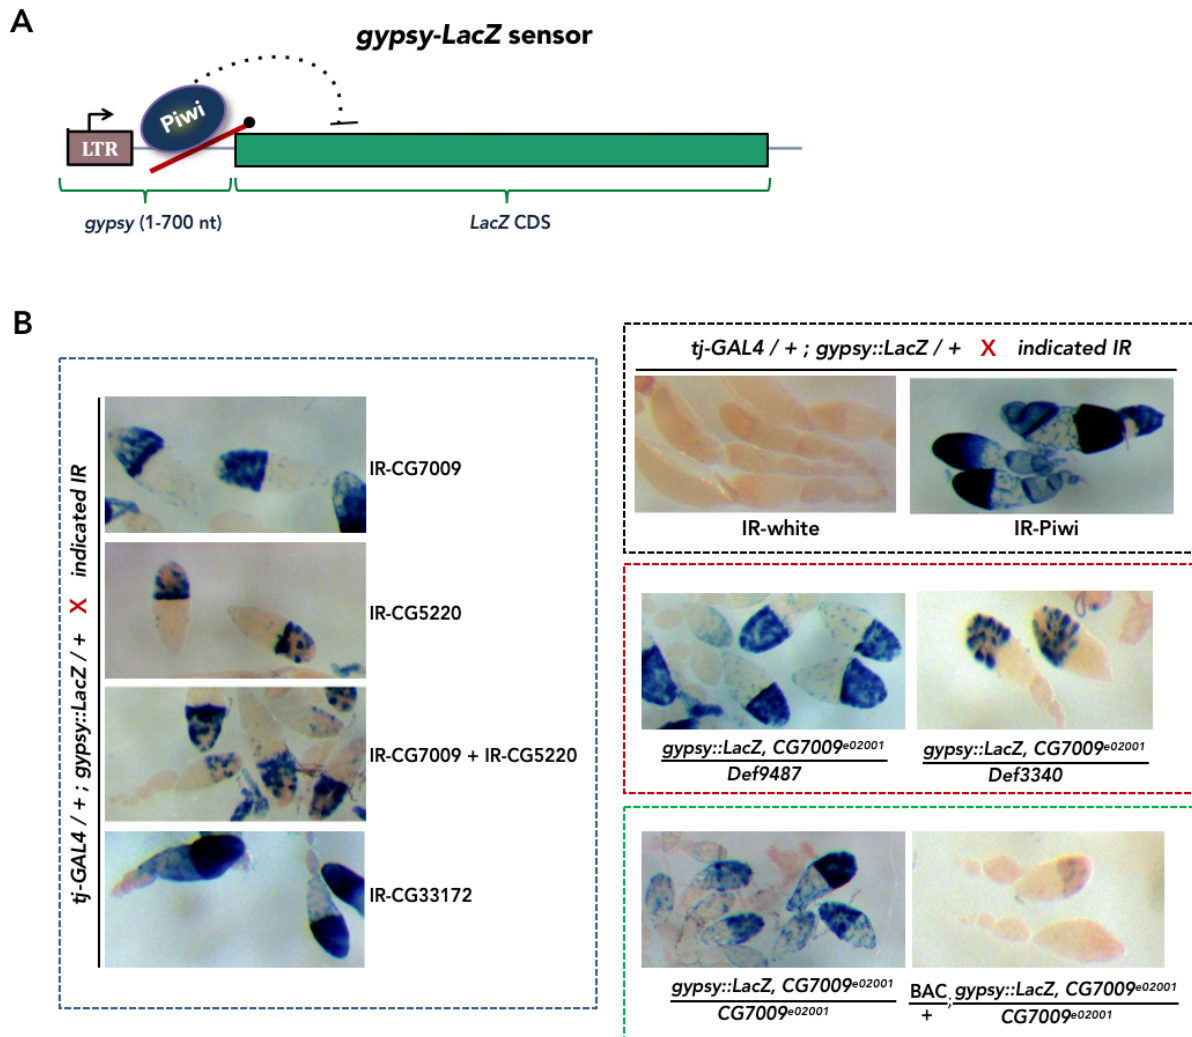 A
gypsy-LacZ sensor
Piwi
LTR
gypsy (1-700 nt)
LacZ CDS
B
tj-GAL4 / + ; gypsy::LacZ / + X indicated IR
IR-CG7009
IR-CG5220
IR-CG7009 + IR-CG5220
IR-CG33172
tj-GAL4 / + ; gypsy::LacZ / + X indicated IR
IR-white
IR-Piwi
gypsy::LacZ, CG7009e02001
Def9487
gypsy::LacZ, CG7009e02001
Def3340
gypsy::LacZ, CG7009e02001
CG7009e02001
BAC ; gypsy::LacZ, CG7009e02001
+ CG7009e02001